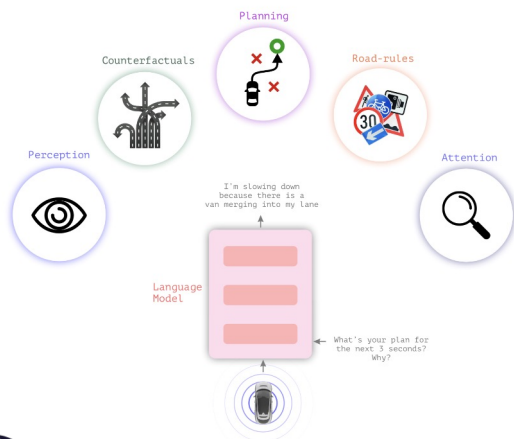 Planning
Counterfactuals
Road-rules
30
Perception
Attention
I'm slowing down
because there is a
van merging into my lane
Language
Model
What's your plan for
the next 3 seconds?
Why?